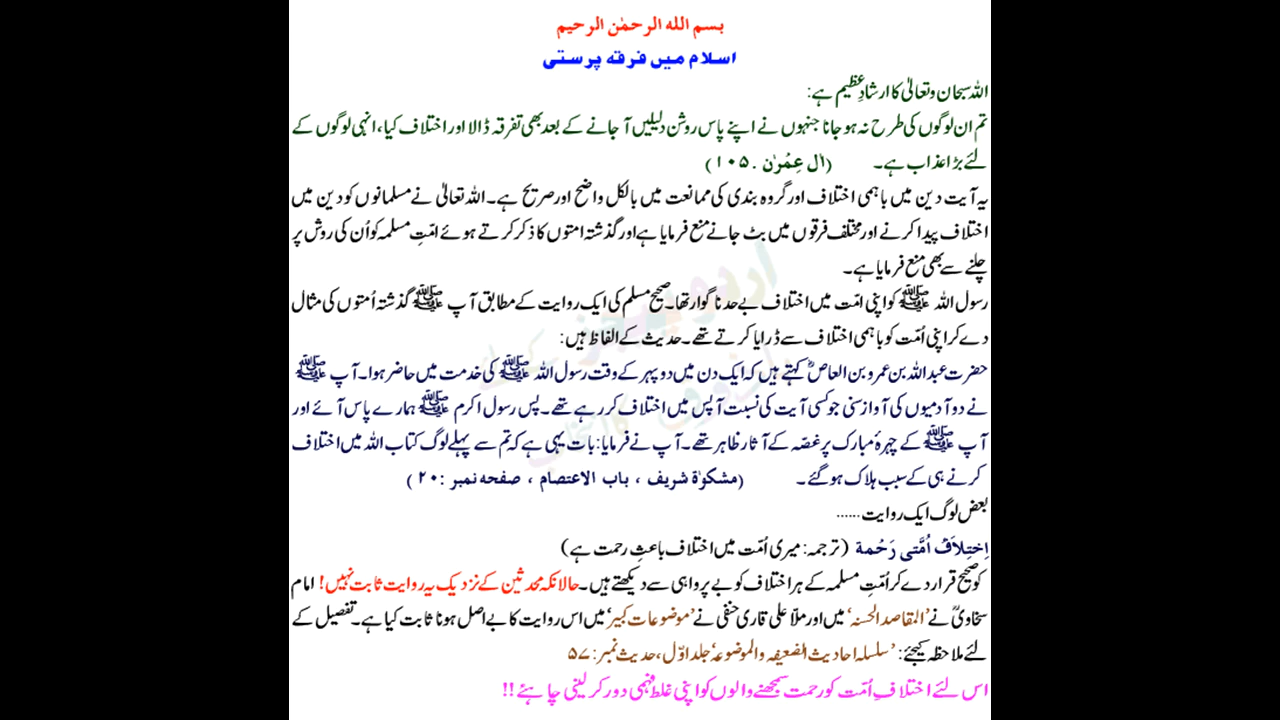 بسم الله الرحمٰن الرحیم
اسلام میں فرقہ پرستی
اللہ سبحان وتعالیٰ کا ارشادِ عظیم ہے:
تم ان لوگوں کی طرح نہ ہو جانا جنہوں نے اپنے پاس روشن دلیلیں آ جانے کے بعد بھی تفرقہ ڈالا اور اختلاف کیا، انہی لوگوں کے
لئے بڑا عذاب ہے۔ (اٰل عِمْرٰن .۱۰۵)
یہ آیت دین میں باہمی اختلاف اور گروہ بندی کی ممانعت میں بالکل واضح اور صریح ہے۔ اللہ تعالیٰ نے مسلمانوں کو دین میں
اختلاف پیدا کرنے اور مختلف فرقوں میں بٹ جانے منع فرمایا ہے اور گذشتہ امتوں کا ذکر کرتے ہوئے امّتِ مسلمہ کو اُن کی روش پر
چلنے سے بھی منع فرمایا ہے۔
رسول اللہ ﷺ کو اپنی امّت میں اختلاف بے حد ناگوار تھا۔ صحیح مسلم کی ایک روایت کے مطابق آپ ﷺ گذشتہ اُمتوں کی مثال
دے کر اپنی اُمّت کو باہمی اختلاف سے ڈرایا کرتے تھے۔ حدیث کے الفاظ ہیں:
حضرت عبداللہ بن عمرو بن العاصؓ کہتے ہیں کہ ایک دن میں دوپہر کے وقت رسول اللہ ﷺ کی خدمت میں حاضر ہوا۔ آپ ﷺ
نے دو آدمیوں کی آواز سنی جو کسی آیت کی نسبت آپس میں اختلاف کر رہے تھے۔ پس رسول اکرم ﷺ ہمارے پاس آئے اور
آپ ﷺ کے چہرۂ مبارک پر غصّہ کے آثار ظاہر تھے۔ آپ نے فرمایا: بات یہی ہے کہ تم سے پہلے لوگ کتاب اللہ میں اختلاف
کرنے ہی کے سبب ہلاک ہو گئے۔ (مشکوٰۃ شریف ، باب الاعتصام ، صفحہ نمبر :۲۰)
بعض لوگ ایک روایت ......
اِختِلَافُ اُمَّتی رَحْمۃ (ترجمہ: میری اُمّت میں اختلاف باعثِ رحمت ہے)
کو صحیح قرار دے کر اُمّتِ مسلمہ کے ہر اختلاف کو بے پرواہی سے دیکھتے ہیں۔ حالانکہ محدثین کے نزدیک یہ روایت ثابت نہیں! امام
سخاویؒ نے ’المقاصد الحسنہ‘ میں اور ملّا علی قاری حنفی نے ’موضوعات کبیر‘ میں اس روایت کا بے اصل ہونا ثابت کیا ہے۔ تفصیل کے
لئے ملاحظہ کیجئے: ’سلسلہ احادیث الضعیفہ والموضوعہ‘ جلد اوّل، حدیث نمبر: ۵۷
اس لئے اختلافِ اُمّت کو رحمت سمجھنے والوں کو اپنی غلط فہمی دور کر لینی چاہئے !!